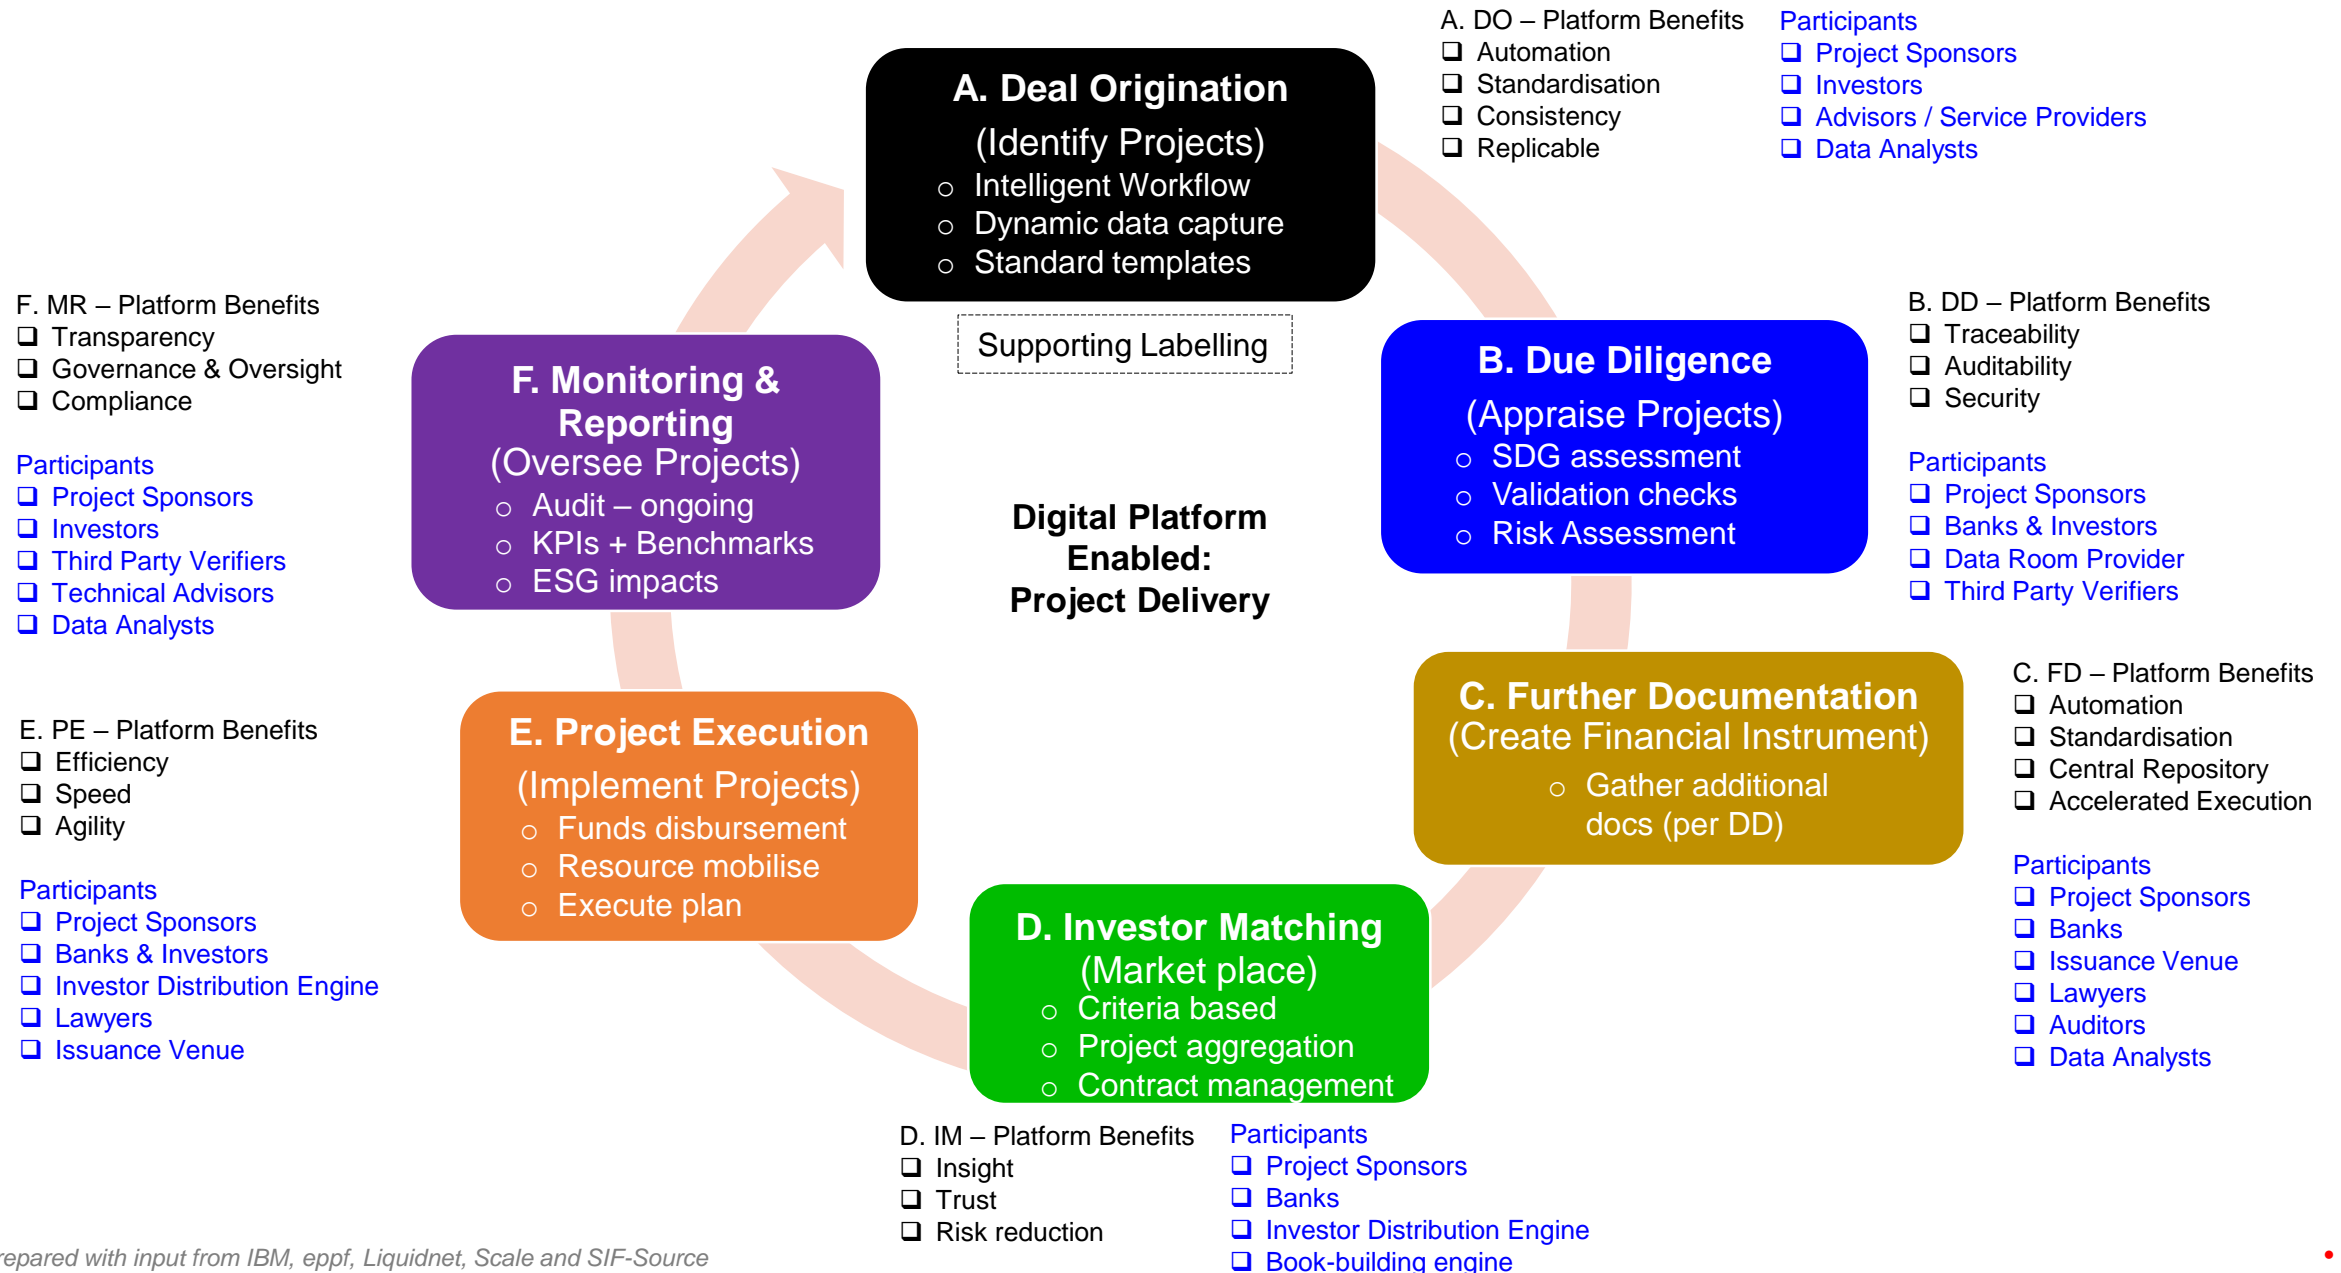 A. DO – Platform Benefits
❑ Automation
❑ Standardisation
❑ Consistency
❑ Replicable
Participants
❑ Project Sponsors
❑ Investors
❑ Advisors / Service Providers
❑ Data Analysts
A. Deal Origination
(Identify Projects)
o Intelligent Workflow
o Dynamic data capture
o Standard templates
Supporting Labelling
B. Due Diligence
(Appraise Projects)
o SDG assessment
o Validation checks
o Risk Assessment
B. DD – Platform Benefits
❑ Traceability
❑ Auditability
❑ Security
Participants
❑ Project Sponsors
❑ Banks & Investors
❑ Data Room Provider
❑ Third Party Verifiers
F. MR – Platform Benefits
❑ Transparency
❑ Governance & Oversight
❑ Compliance
Participants
❑ Project Sponsors
❑ Investors
❑ Third Party Verifiers
❑ Technical Advisors
❑ Data Analysts
F. Monitoring &
Reporting
(Oversee Projects)
o Audit – ongoing
o KPIs + Benchmarks
o ESG impacts
Digital Platform
Enabled:
Project Delivery
C. Further Documentation
(Create Financial Instrument)
o Gather additional
docs (per DD)
C. FD – Platform Benefits
❑ Automation
❑ Standardisation
❑ Central Repository
❑ Accelerated Execution
Participants
❑ Project Sponsors
❑ Banks
❑ Issuance Venue
❑ Lawyers
❑ Auditors
❑ Data Analysts
E. PE – Platform Benefits
❑ Efficiency
❑ Speed
❑ Agility
Participants
❑ Project Sponsors
❑ Banks & Investors
❑ Investor Distribution Engine
❑ Lawyers
❑ Issuance Venue
E. Project Execution
(Implement Projects)
o Funds disbursement
o Resource mobilise
o Execute plan
D. Investor Matching
(Market place)
o Criteria based
o Project aggregation
o Contract management
D. IM – Platform Benefits
❑ Insight
❑ Trust
❑ Risk reduction
Participants
❑ Project Sponsors
❑ Banks
❑ Investor Distribution Engine
❑ Book-building engine
repared with input from IBM, eppf, Liquidnet, Scale and SIF-Source